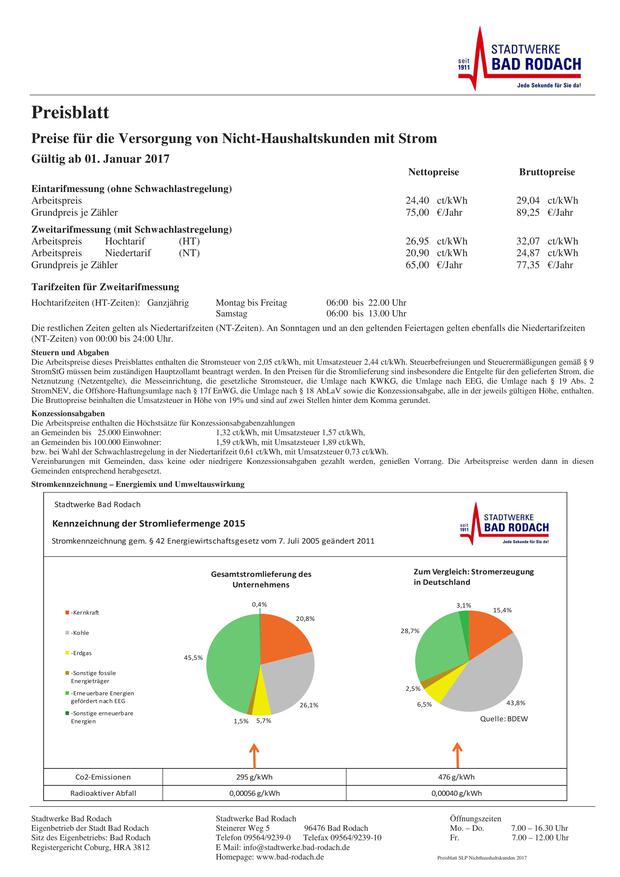 STADTWERKE
seit
1911
BAD RODACH
Jede Sekunde für Sie da!
Preisblatt
Preise für die Versorgung von Nicht-Haushaltskunden mit Strom
Gültig ab 01. Januar 2017
Nettopreise Bruttopreise
Eintarifmessung (ohne Schwachlastregelung)
Arbeitspreis 24,40 ct/kWh 29,04 ct/kWh
Grundpreis je Zähler 75,00 €/Jahr 89,25 €/Jahr
Zweitarifmessung (mit Schwachlastregelung)
Arbeitspreis Hochtarif (HT) 26,95 ct/kWh 32,07 ct/kWh
Arbeitspreis Niedertarif (NT) 20,90 ct/kWh 24,87 ct/kWh
Grundpreis je Zähler 65,00 €/Jahr 77,35 €/Jahr
Tarifzeiten für Zweitarifmessung
Hochtarifzeiten (HT-Zeiten): Ganzjährig Montag bis Freitag 06:00 bis 22.00 Uhr
Samstag 06:00 bis 13.00 Uhr
Die restlichen Zeiten gelten als Niedertarifzeiten (NT-Zeiten). An Sonntagen und an den geltenden Feiertagen gelten ebenfalls die Niedertarifzeiten
(NT-Zeiten) von 00:00 bis 24:00 Uhr.
Steuern und Abgaben
Die Arbeitspreise dieses Preisblattes enthalten die Stromsteuer von 2,05 ct/kWh, mit Umsatzsteuer 2,44 ct/kWh. Steuerbefreiungen und Steuerermäßigungen gemäß § 9
StromStG müssen beim zuständigen Hauptzollamt beantragt werden. In den Preisen für die Stromlieferung sind insbesondere die Entgelte für den gelieferten Strom, die
Netznutzung (Netzentgelte), die Messeinrichtung, die gesetzliche Stromsteuer, die Umlage nach KWKG, die Umlage nach EEG, die Umlage nach § 19 Abs. 2
StromNEV, die Offshore-Haftungsumlage nach § 17f EnWG, die Umlage nach § 18 AbLaV sowie die Konzessionsabgabe, alle in der jeweils gültigen Höhe, enthalten.
Die Bruttopreise beinhalten die Umsatzsteuer in Höhe von 19% und sind auf zwei Stellen hinter dem Komma gerundet.
Konzessionsabgaben
Die Arbeitspreise enthalten die Höchstsätze für Konzessionsabgabenzahlungen
an Gemeinden bis 25.000 Einwohner: 1,32 ct/kWh, mit Umsatzsteuer 1,57 ct/kWh,
an Gemeinden bis 100.000 Einwohner: 1,59 ct/kWh, mit Umsatzsteuer 1,89 ct/kWh,
bzw. bei Wahl der Schwachlastregelung in der Niedertarifzeit 0,61 ct/kWh, mit Umsatzsteuer 0,73 ct/kWh.
Vereinbarungen mit Gemeinden, dass keine oder niedrigere Konzessionsabgaben gezahlt werden, genießen Vorrang. Die Arbeitspreise werden dann in diesen
Gemeinden entsprechend herabgesetzt.
Stromkennzeichnung – Energiemix und Umweltauswirkung
Stadtwerke Bad Rodach
Kennzeichnung der Stromliefermenge 2015
Stromkennzeichnung gem. § 42 Energiewirtschaftsgesetz vom 7. Juli 2005 geändert 2011
STADTWERKE
seit
1911
BAD RODACH
Jede Sekunde für Sie da!
Gesamtstromlieferung des
Unternehmens
Zum Vergleich: Stromerzeugung
in Deutschland
-Kernkraft
-Kohle
-Erdgas
-Sonstige fossile
Energieträger
-Erneuerbare Energien
gefördert nach EEG
-Sonstige erneuerbare
Energien
0,4%
20,8%
45,5%
26,1%
1,5% 5,7%
3,1%
15,4%
28,7%
2,5%
6,5%
43,8%
Quelle: BDEW
Co2-Emissionen 295 g/kWh 476 g/kWh
Radioaktiver Abfall 0,00056 g/kWh 0,00040 g/kWh
Stadtwerke Bad Rodach
Eigenbetrieb der Stadt Bad Rodach
Sitz des Eigenbetriebs: Bad Rodach
Registergericht Coburg, HRA 3812
Stadtwerke Bad Rodach
Steinerer Weg 5 96476 Bad Rodach
Telefon 09564/9239-0 Telefax 09564/9239-10
E Mail: info@stadtwerke.bad-rodach.de
Homepage: www.bad-rodach.de
Öffnungszeiten
Mo. – Do. 7.00 – 16.30 Uhr
Fr. 7.00 – 12.00 Uhr
Preisblatt SLP Nichthaushaltskunden 2017